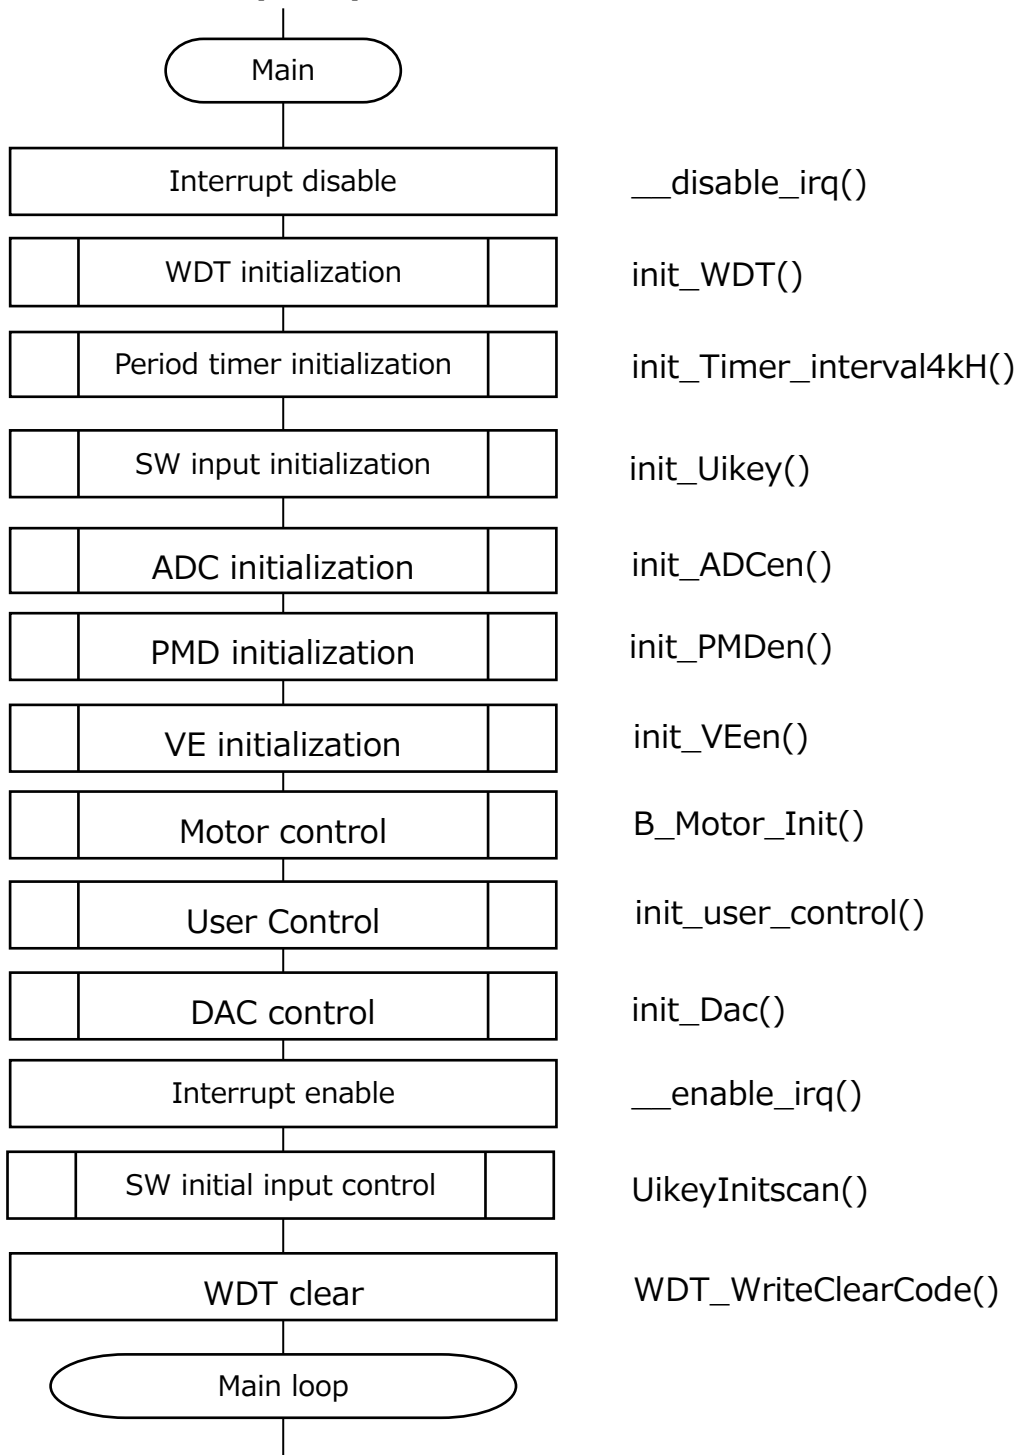 Main
Interrupt disable __disable_irq()
WDT initialization init_WDT()
Period timer initialization init_Timer_interval4kH()
SW input initialization init_Uikey()
ADC initialization init_ADCen()
PMD initialization init_PMDen()
VE initialization init_VEen()
Motor control B_Motor_Init()
User Control init_user_control()
DAC control init_Dac()
Interrupt enable __enable_irq()
SW initial input control UikeyInitscan()
WDT clear WDT_WriteClearCode()
Main loop